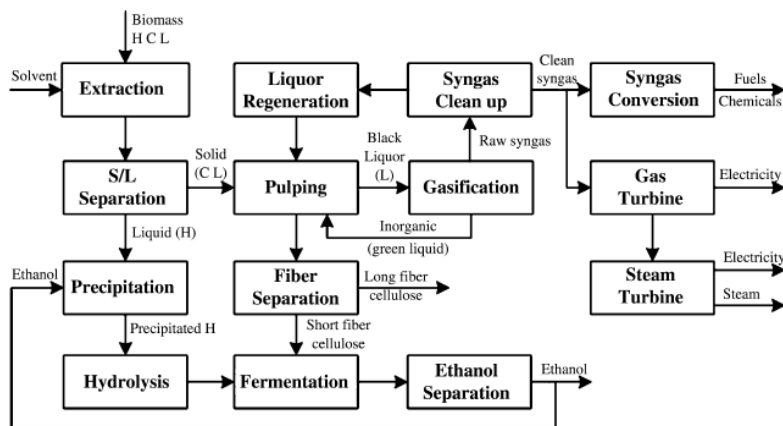 Biomass
H C L
Solvent
Extraction
Liquor
Regeneration
Syngas
Clean up
Clean
syngas
Syngas
Conversion
Fuels
Chemicals
Raw syngas
S/L
Separation
Solid
(C L)
Pulping
Black
Liquor
(L)
Gasification
Gas
Turbine
Electricity
Liquid (H)
Inorganic
(green liquid)
Ethanol
Precipitation
Fiber
Separation
Long fiber
cellulose
Steam
Turbine
Electricity
Steam
Precipitated H
Short fiber
cellulose
Hydrolysis
Fermentation
Ethanol
Separation
Ethanol